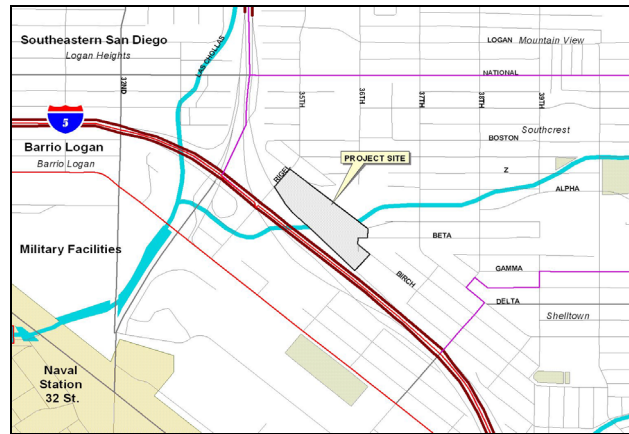 Southeastern San Diego
Logan Heights
LAS CHOLLAS
LOGAN
Mountain View
NATIONAL
32ND
35TH
36TH
37TH
38TH
39TH
5
Barrio Logan
Barrio Logan
BOSTON
Southcrest
PROJECT SITE
RIGEL
Z
ALPHA
BETA
Military Facilities
BIRCH
GAMMA
DELTA
Shelltown
Naval
Station
32 St.